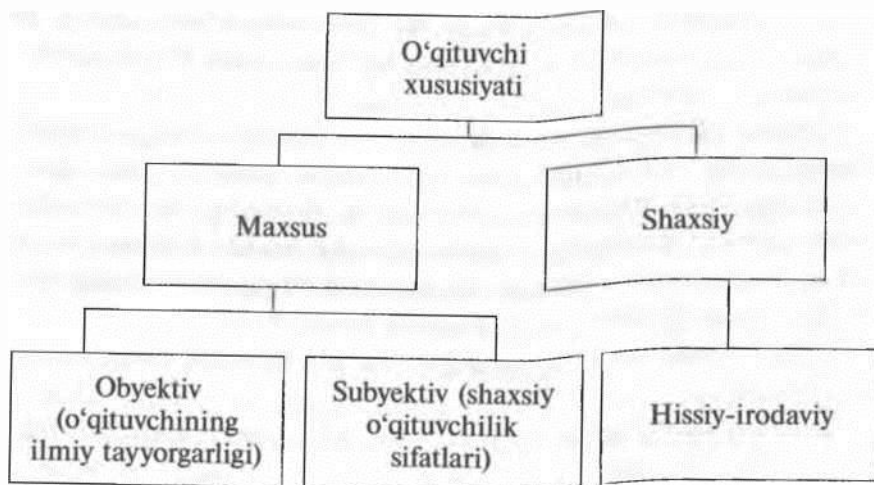 O‘qituvchi
xususiyati
Maxsus
Shaxsiy
Obyektiv
(o‘qituvchining
ilmiy tayyorgarligi)
Subyektiv (shaxsiy
o‘qituvchilik
sifatlari)
Hissiy-irodaviy